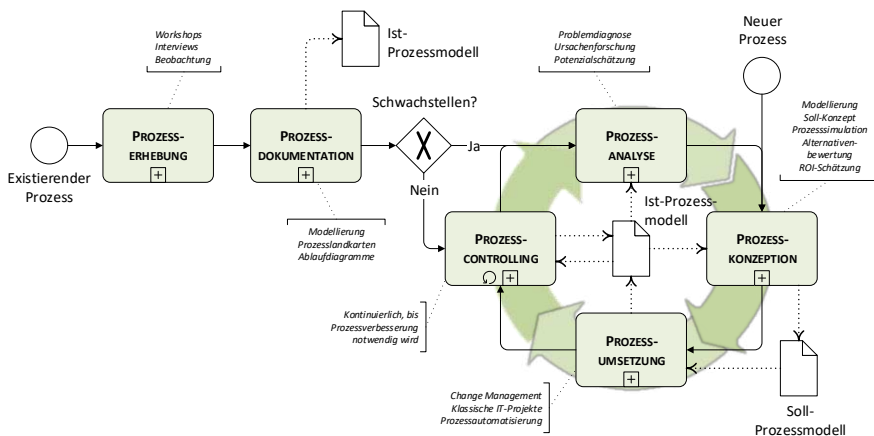 Workshops
Interviews
Beobachtung
Ist-
Prozessmodell
Problemdiagnose
Ursachenforschung
Potenzialschätzung
Neuer
Prozess
Schwachstellen?
Modellierung
Soll-Konzept
Prozesssimulation
Alternativen-
bewertung
ROI-Schätzung
PROZESS-
ERHEBUNG
PROZESS-
DOKUMENTATION
X
Ja
PROZESS-
ANALYSE
Existierender
Prozess
Nein
Ist-Prozess-
modell
Modellierung
Prozesslandkarten
Ablaufdiagramme
PROZESS-
CONTROLLING
PROZESS-
KONZEPTION
Kontinuierlich, bis
Prozessverbesserung
notwendig wird
PROZESS-
UMSETZUNG
Change Management
Klassische IT-Projekte
Prozessautomatisierung
Soll-
Prozessmodell